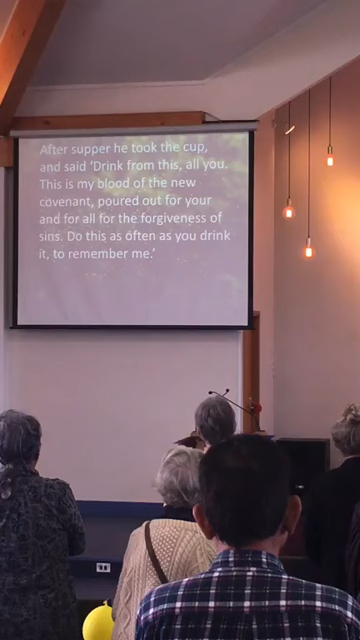 After supper he took the cup,
and said 'Drink from this, all you.
This is my blood of the new
covenant, poured out for your
and for all for the forgiveness of
sins. Do this as often as you drink
it, to remember me.'